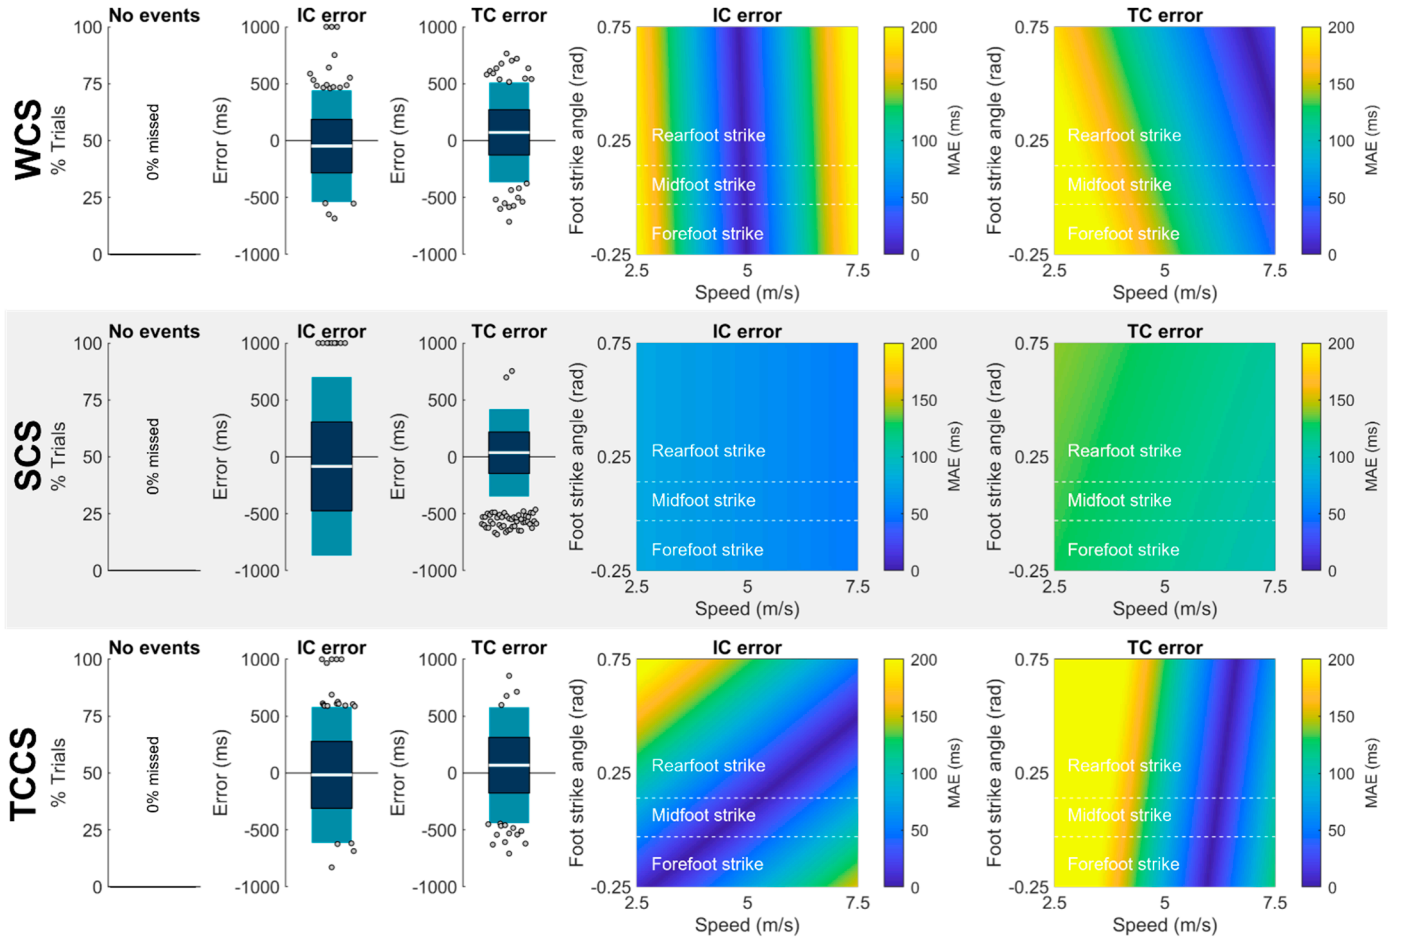 WCS
No events
% Trials
100
75
50
25
0
0% missed
IC error
Error (ms)
1000
500
0
-500
-1000
TC error
Error (ms)
1000
500
0
-500
-1000
IC error
Foot strike angle (rad)
0.75
0.25
-0.25
Rearfoot strike
Midfoot strike
Forefoot strike
2.5 5 7.5
Speed (m/s)
200
150
100
50
0
MAE (ms)
TC error
Foot strike angle (rad)
0.75
0.25
-0.25
Rearfoot strike
Midfoot strike
Forefoot strike
2.5 5 7.5
Speed (m/s)
200
150
100
50
0
MAE (ms)
SCS
No events
% Trials
100
75
50
25
0
0% missed
IC error
Error (ms)
1000
500
0
-500
-1000
TC error
Error (ms)
1000
500
0
-500
-1000
IC error
Foot strike angle (rad)
0.75
0.25
-0.25
Rearfoot strike
Midfoot strike
Forefoot strike
2.5 5 7.5
Speed (m/s)
200
150
100
50
0
MAE (ms)
TC error
Foot strike angle (rad)
0.75
0.25
-0.25
Rearfoot strike
Midfoot strike
Forefoot strike
2.5 5 7.5
Speed (m/s)
200
150
100
50
0
MAE (ms)
TCCS
No events
% Trials
100
75
50
25
0
0% missed
IC error
Error (ms)
1000
500
0
-500
-1000
TC error
Error (ms)
1000
500
0
-500
-1000
IC error
Foot strike angle (rad)
0.75
0.25
-0.25
Rearfoot strike
Midfoot strike
Forefoot strike
2.5 5 7.5
Speed (m/s)
200
150
100
50
0
MAE (ms)
TC error
Foot strike angle (rad)
0.75
0.25
-0.25
Rearfoot strike
Midfoot strike
Forefoot strike
2.5 5 7.5
Speed (m/s)
200
150
100
50
0
MAE (ms)